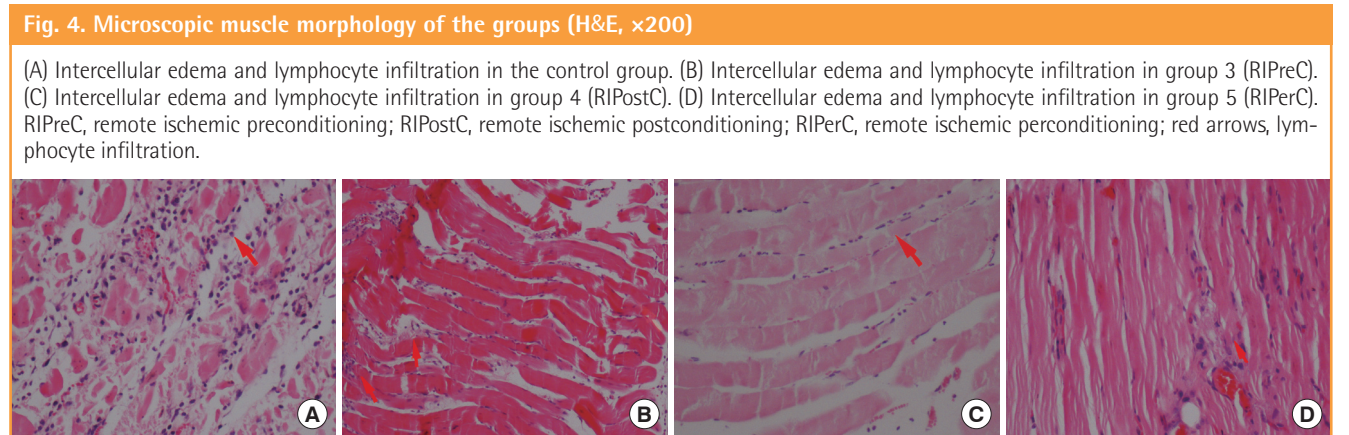 Fig. 4. Microscopic muscle morphology of the groups (H&E, ×200)
(A) Intercellular edema and lymphocyte infiltration in the control group. (B) Intercellular edema and lymphocyte infiltration in group 3 (RIPreC).
(C) Intercellular edema and lymphocyte infiltration in group 4 (RIPostC). (D) Intercellular edema and lymphocyte infiltration in group 5 (RIPerC).
RIPreC, remote ischemic preconditioning; RIPostC, remote ischemic postconditioning; RIPerC, remote ischemic perconditioning; red arrows, lym-
phocyte infiltration.
A B C D